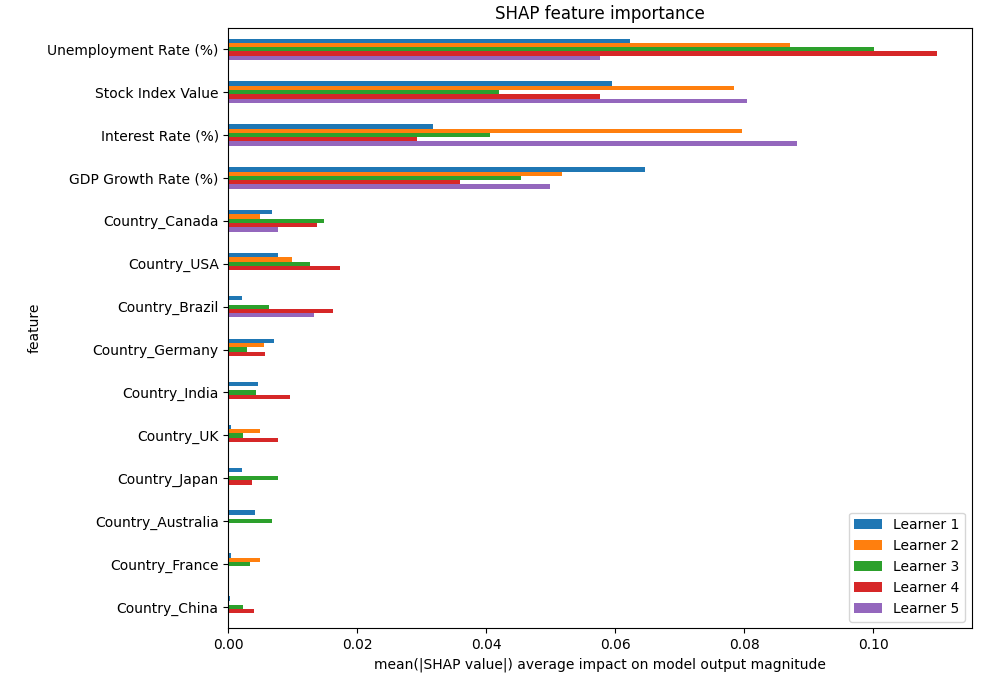 SHAP feature importance
Unemployment Rate (%)
Stock Index Value
Interest Rate (%)
GDP Growth Rate (%)
Country_Canada
Country_USA
Country_Brazil
Country_Germany
Country_India
Country_UK
Country_Japan
Country_Australia
Country_France
Country_China
feature
Learner 1
Learner 2
Learner 3
Learner 4
Learner 5
0.00 0.02 0.04 0.06 0.08 0.10
mean(|SHAP value|) average impact on model output magnitude